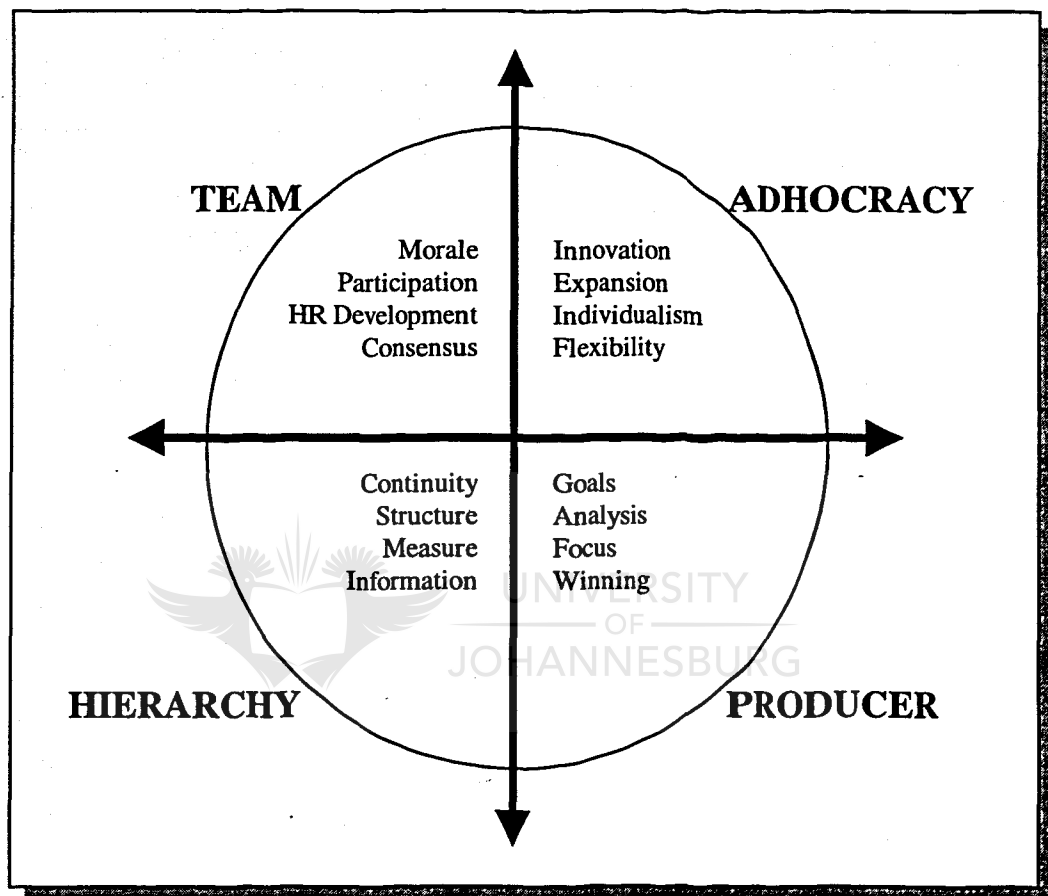 TEAM
ADHOCRACY
Morale
Participation
HR Development
Consensus
Innovation
Expansion
Individualism
Flexibility
Continuity
Structure
Measure
Information
Goals
Analysis
Focus
Winning
UNIVERSITY
OF
JOHANNESBURG
HIERARCHY
PRODUCER